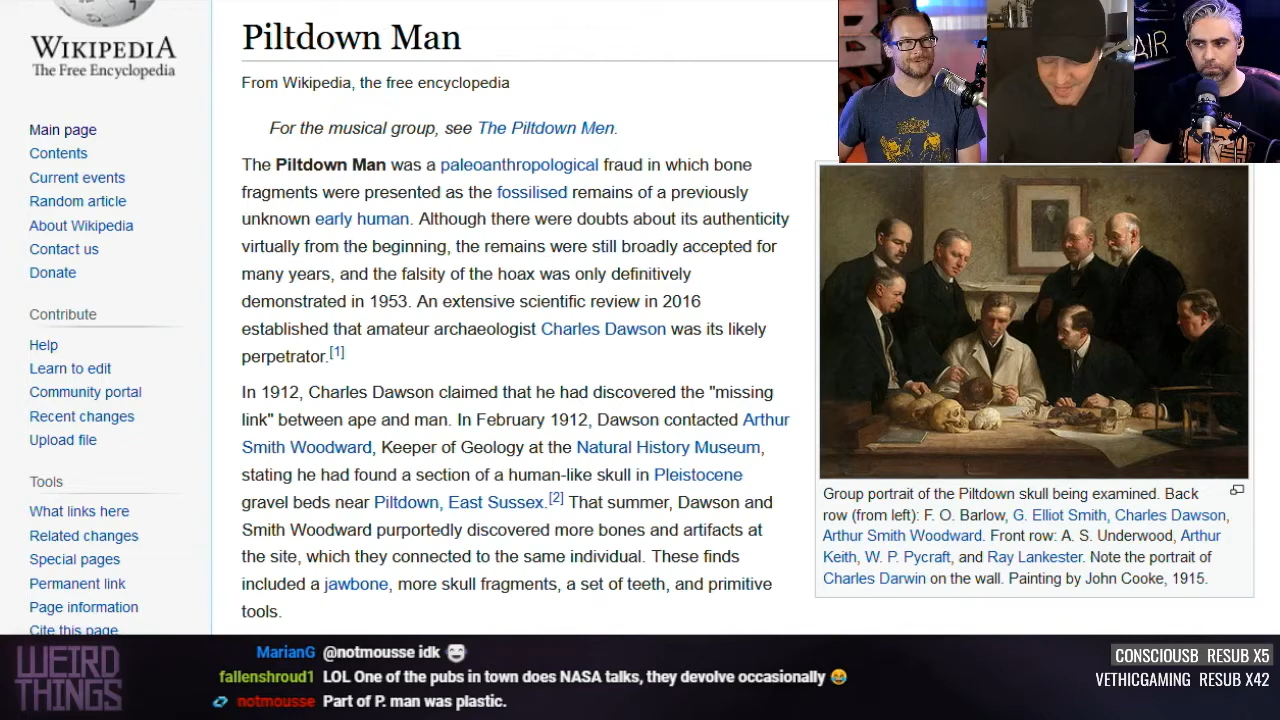 WIKIPEDIA
The Free Encyclopedia
Main page
Contents
Current events
Random article
About Wikipedia
Contact us
Donate
Contribute
Help
Learn to edit
Community portal
Recent changes
Upload file
Tools
What links here
Related changes
Special pages
Permanent link
Page information
Cite this page
Piltdown Man
From Wikipedia, the free encyclopedia
For the musical group, see The Piltdown Men.
The Piltdown Man was a paleoanthropological fraud in which bone
fragments were presented as the fossilised remains of a previously
unknown early human. Although there were doubts about its authenticity
virtually from the beginning, the remains were still broadly accepted for
many years, and the falsity of the hoax was only definitively
demonstrated in 1953. An extensive scientific review in 2016
established that amateur archaeologist Charles Dawson was its likely
perpetrator.[1]
In 1912, Charles Dawson claimed that he had discovered the "missing
link" between ape and man. In February 1912, Dawson contacted Arthur
Smith Woodward, Keeper of Geology at the Natural History Museum,
stating he had found a section of a human-like skull in Pleistocene
gravel beds near Piltdown, East Sussex.[2] That summer, Dawson and
Smith Woodward purportedly discovered more bones and artifacts at
the site, which they connected to the same individual. These finds
included a jawbone, more skull fragments, a set of teeth, and primitive
tools.
AIR
Group portrait of the Piltdown skull being examined. Back
row (from left): F. O. Barlow, G. Elliot Smith, Charles Dawson,
Arthur Smith Woodward. Front row: A. S. Underwood, Arthur
Keith, W. P. Pycraft, and Ray Lankester. Note the portrait of
Charles Darwin on the wall. Painting by John Cooke, 1915.
WEIRD
THINGS
MarianG @notmousse idk
fallenshroud1 LOL One of the pubs in town does NASA talks, they devolve occasionally
notmousse Part of P. man was plastic.
CONSCIOUSB RESUB X5
VETHICGAMING RESUB X42